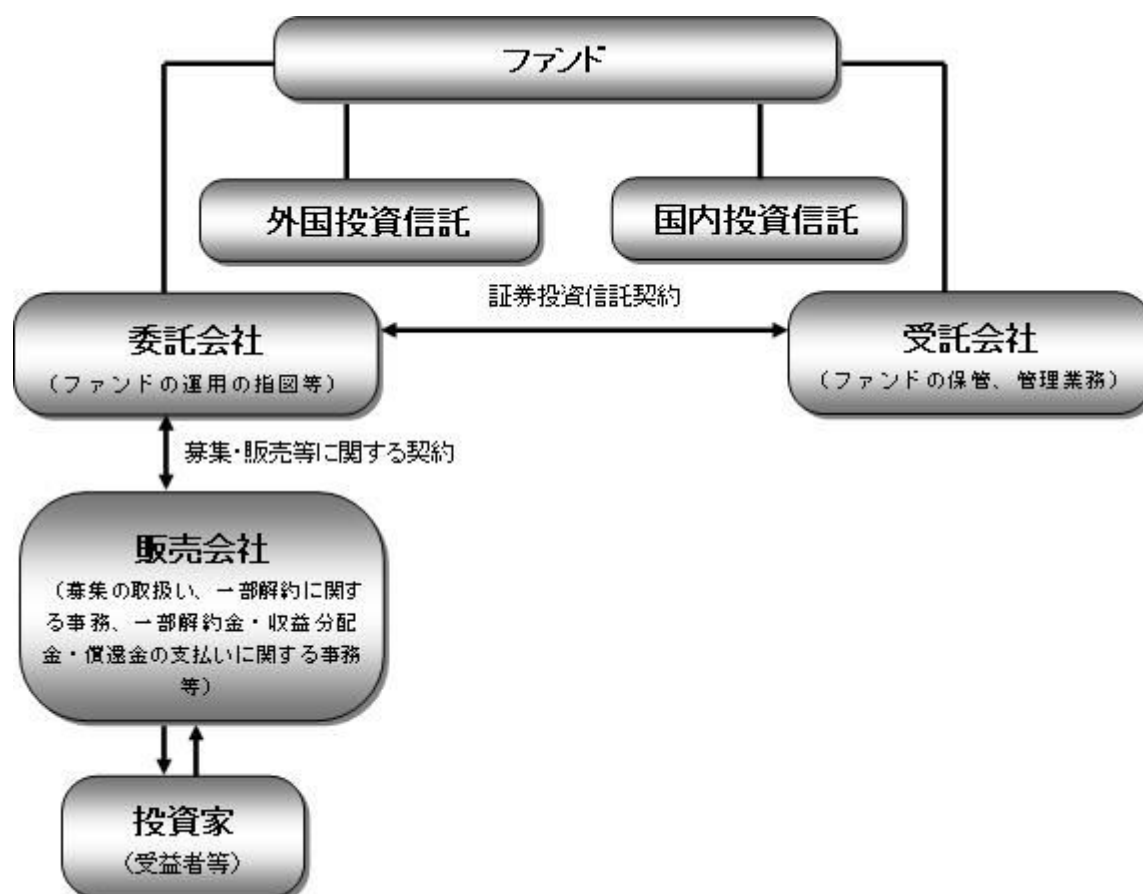 ファンド
外国投資信託
国内投資信託
証券投資信託契約
委託会社
（ファンドの運用の指図等）
受託会社
（ファンドの保管、管理業務）
募集・販売等に関する契約
販売会社
（募集の取扱い、一部解約に関す
る事務、一部解約金・収益分配
金・償還金の支払いに関する事務
等）
投資家
（受益者等）